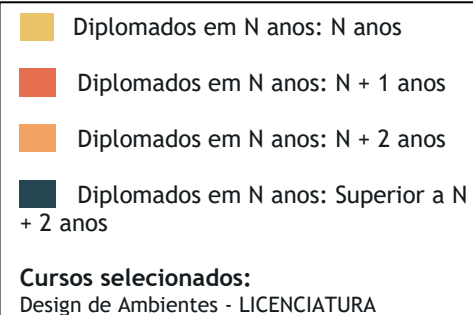 Diplomados em N anos: N anos
Diplomados em N anos: N + 1 anos
Diplomados em N anos: N + 2 anos
Diplomados em N anos: Superior a N
+ 2 anos
Cursos selecionados:
Design de Ambientes - LICENCIATURA